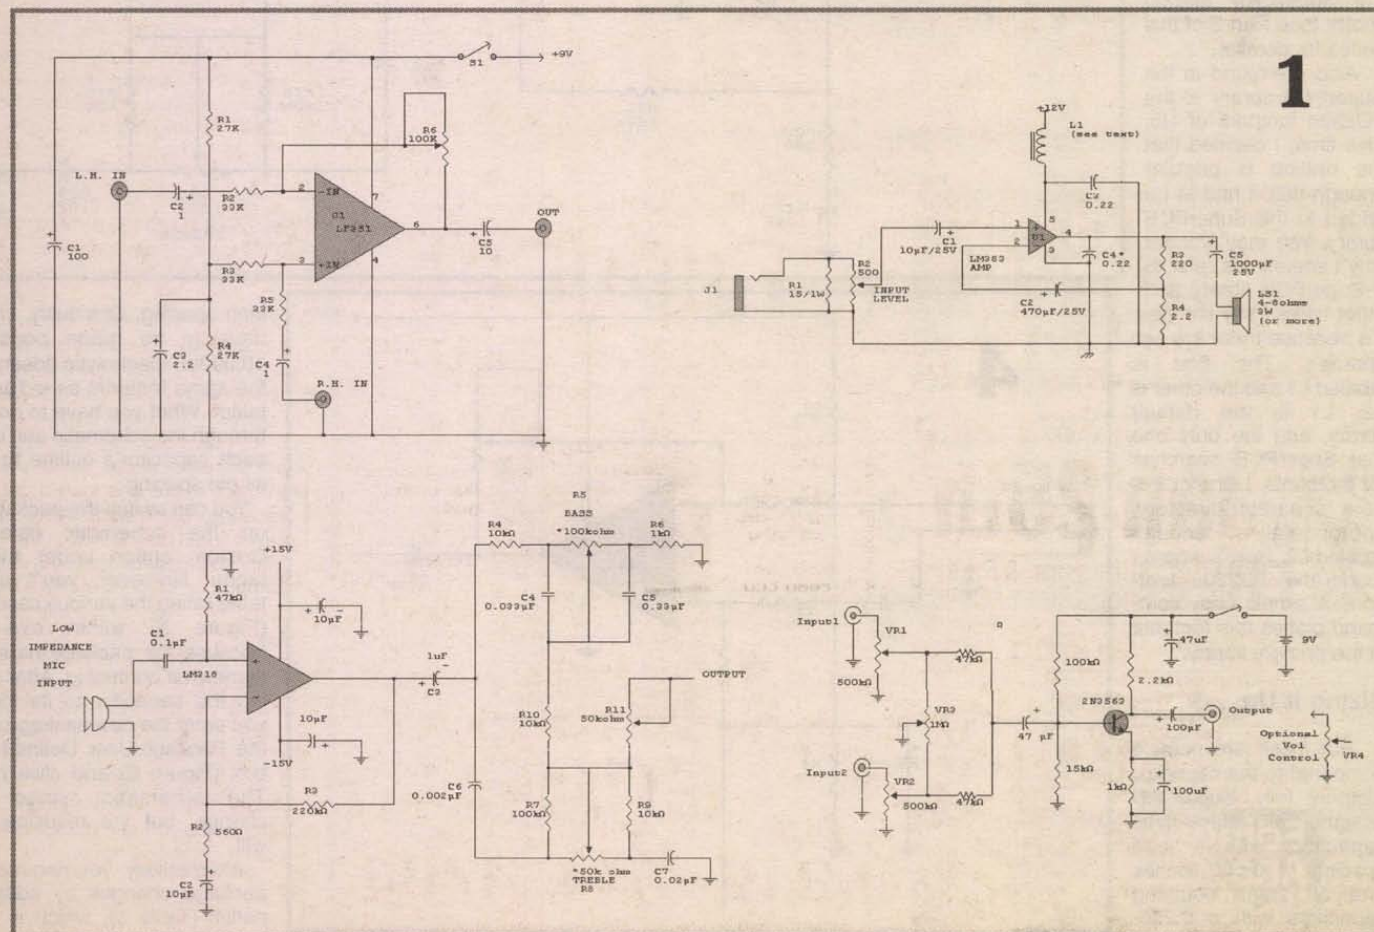 1
S1
+9V
R1
27K
R6
100K
L.H. IN
C2
1
R2
33K
2
-IN
7
U1
LF351
6
OUT
C5
10
C1
100
R3
33K
3
+IN
4
R5
33K
R4
27K
C3
2.2
C4
1
R.H. IN
+12V
L1
(see text)
C3
0.22
C1
10µF/25V
1
5
U1
4
2
3
LM383
AMP
C4*
0.22
R3
220
C5
1000µF
25V
J1
R1
15/1W
R2
500
INPUT
LEVEL
C2
470µF/25V
R4
2.2
LS1
4-8ohms
3W
(or more)
+15V
R1
47kΩ
10µF
LOW
IMPEDANCE
MIC
INPUT
C1
0.1µF
LM318
1uF
C3
10µF
-15V
R3
220kΩ
R2
560Ω
C2
10µF
R5
BASS
R4
10kΩ
*100kohm
R6
1kΩ
C4
0.033µF
C5
0.33µF
OUTPUT
R10
10kΩ
R11
50kohm
C6
0.002µF
R7
100kΩ
R9
10kΩ
*50k ohm
TREBLE
R8
C7
0.02µF
Input1
VR1
500kΩ
47kΩ
VR3
1MΩ
Input2
VR2
500kΩ
47kΩ
47 µF
100kΩ
15kΩ
47uF
9V
2.2kΩ
2N3563
100µF
Output
Optional
Vol
Control
VR4
1kΩ
100uF